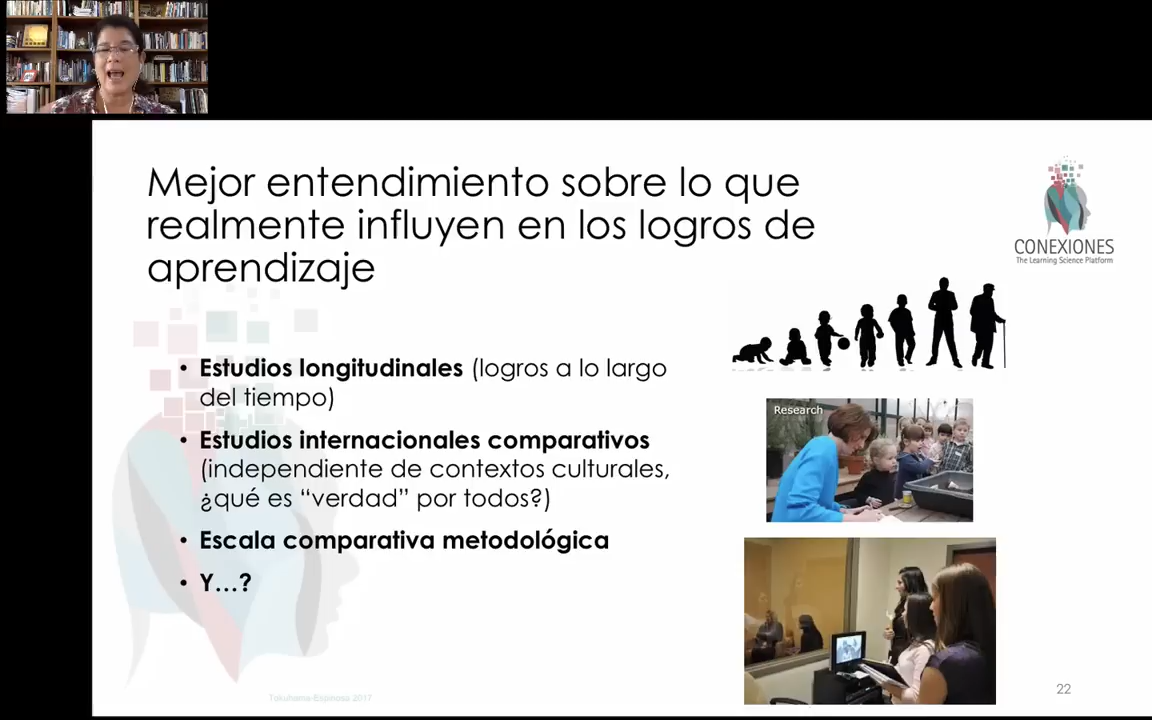 Mejor entendimiento sobre lo que
realmente influyen en los logros de
aprendizaje
CONEXIONES
The Learning Science Platform
• Estudios longitudinales (logros a lo largo
del tiempo)
• Estudios internacionales comparativos
(independiente de contextos culturales,
¿qué es “verdad” por todos?)
• Escala comparativa metodológica
• Y…?
Research
Tokuhama-Espinosa 2017
22